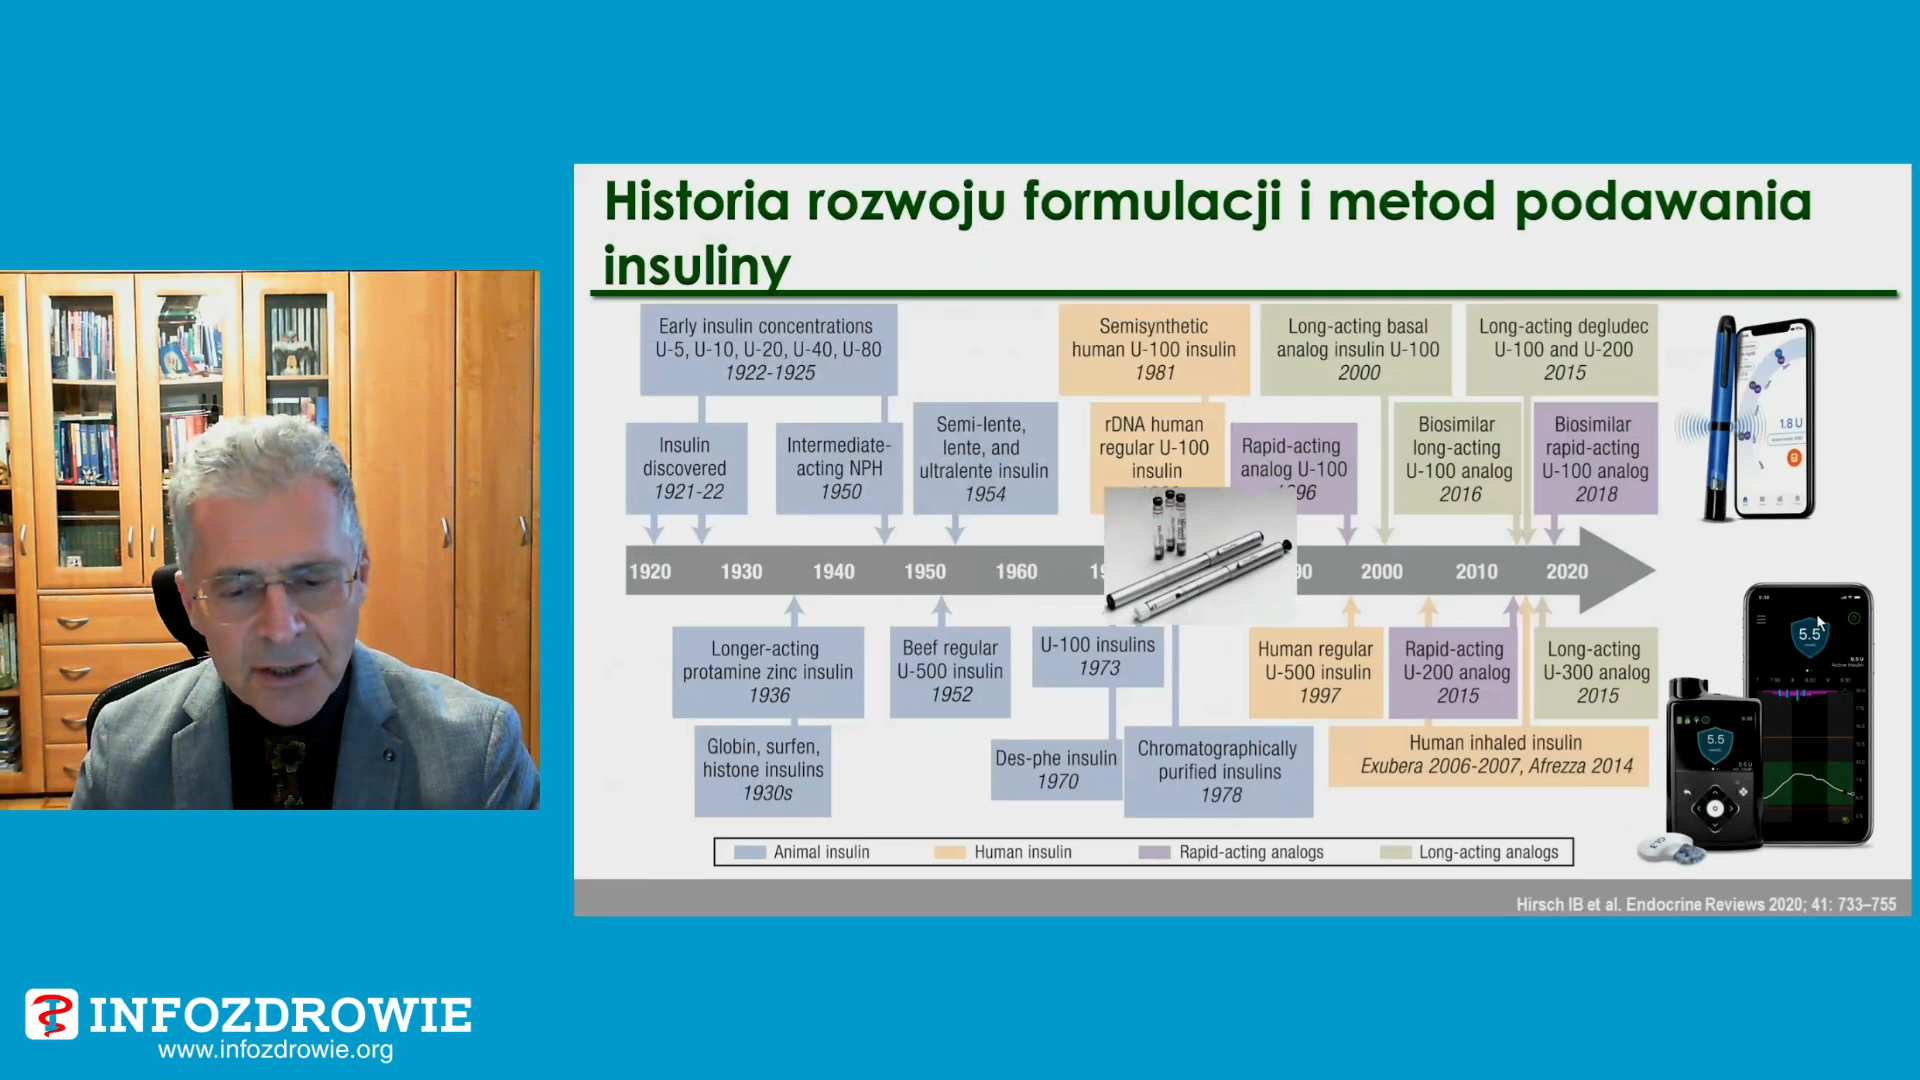 Historia rozwoju formulacji i metod podawania
insuliny
Early insulin concentrations
U-5, U-10, U-20, U-40, U-80
1922-1925
Semisynthetic
human U-100 insulin
1981
Long-acting basal
analog insulin U-100
2000
Long-acting degludec
U-100 and U-200
2015
Insulin
discovered
1921-22
Intermediate-
acting NPH
1950
Semi-lente,
lente, and
ultralente insulin
1954
rDNA human
regular U-100
insulin
Rapid-acting
analog U-100
96
Biosimilar
long-acting
U-100 analog
2016
Biosimilar
rapid-acting
U-100 analog
2018
1.8 U
1920 1930 1940 1950 1960 2000 2010 2020
Longer-acting
protamine zinc insulin
1936
Beef regular
U-500 insulin
1952
U-100 insulins
1973
Human regular
U-500 insulin
1997
Rapid-acting
U-200 analog
2015
Long-acting
U-300 analog
2015
Globin, surfen,
histone insulins
1930s
Des-phe insulin
1970
Chromatographically
purified insulins
1978
Human inhaled insulin
Exubera 2006-2007, Afrezza 2014
5.5
5.5
Animal insulin Human insulin Rapid-acting analogs Long-acting analogs
Hirsch IB et al. Endocrine Reviews 2020; 41: 733–755
INFOZDROWIE
www.infozdrowie.org